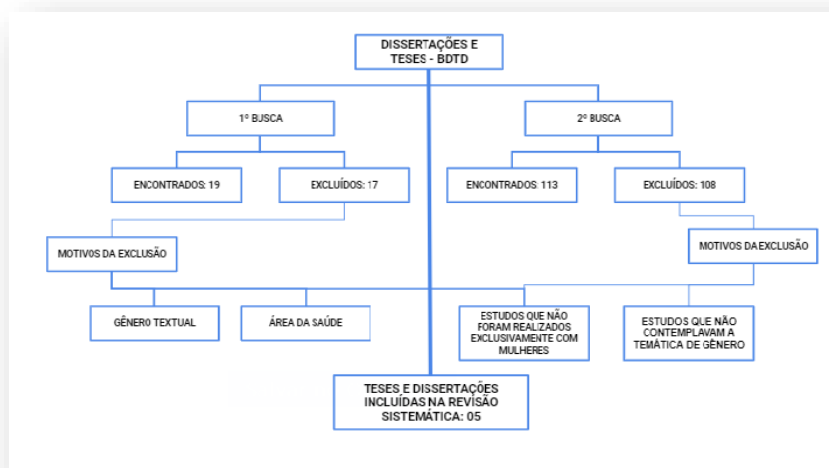 DISSERTAÇÕES E
TESES - BDTD
1º BUSCA
2º BUSCA
ENCONTRADOS: 19
EXCLUÍDOS: 17
ENCONTRADOS: 113
EXCLUÍDOS: 108
MOTIVOS DA EXCLUSÃO
MOTIVOS DA EXCLUSÃO
GÊNERO TEXTUAL
ÁREA DA SAÚDE
ESTUDOS QUE NÃO
FORAM REALIZADOS
EXCLUSIVAMENTE COM
MULHERES
ESTUDOS QUE NÃO
CONTEMPLAVAM A
TEMÁTICA DE GÊNERO
TESES E DISSERTAÇÕES
INCLUÍDAS NA REVISÃO
SISTEMÁTICA: 05